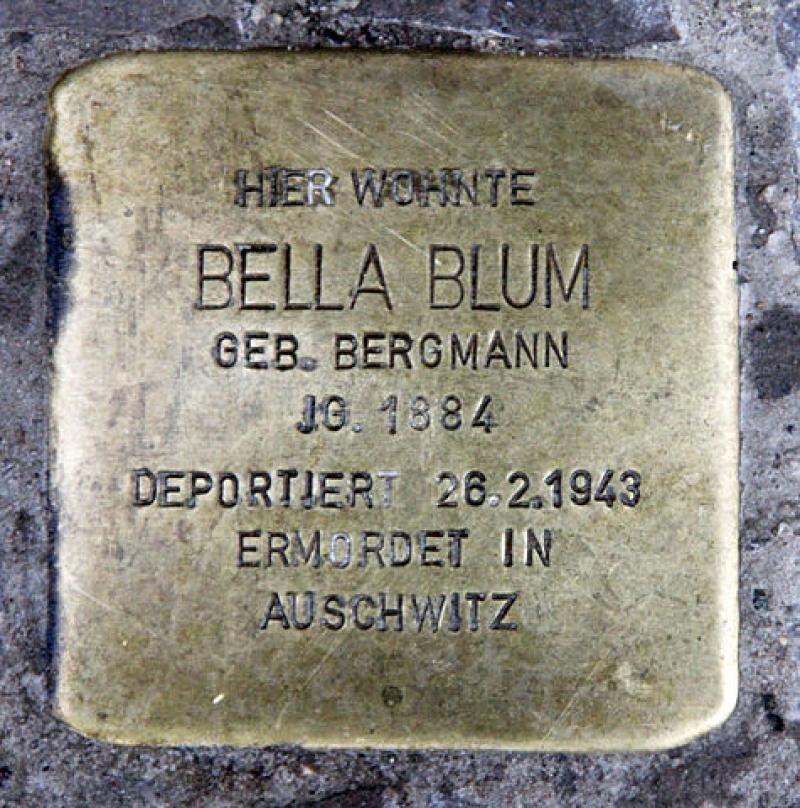 HIER WOHNTE
BELLA BLUM
GEB. BERGMANN
JG. 1884
DEPORTIERT 26.2.1943
ERMORDET IN
AUSCHWITZ